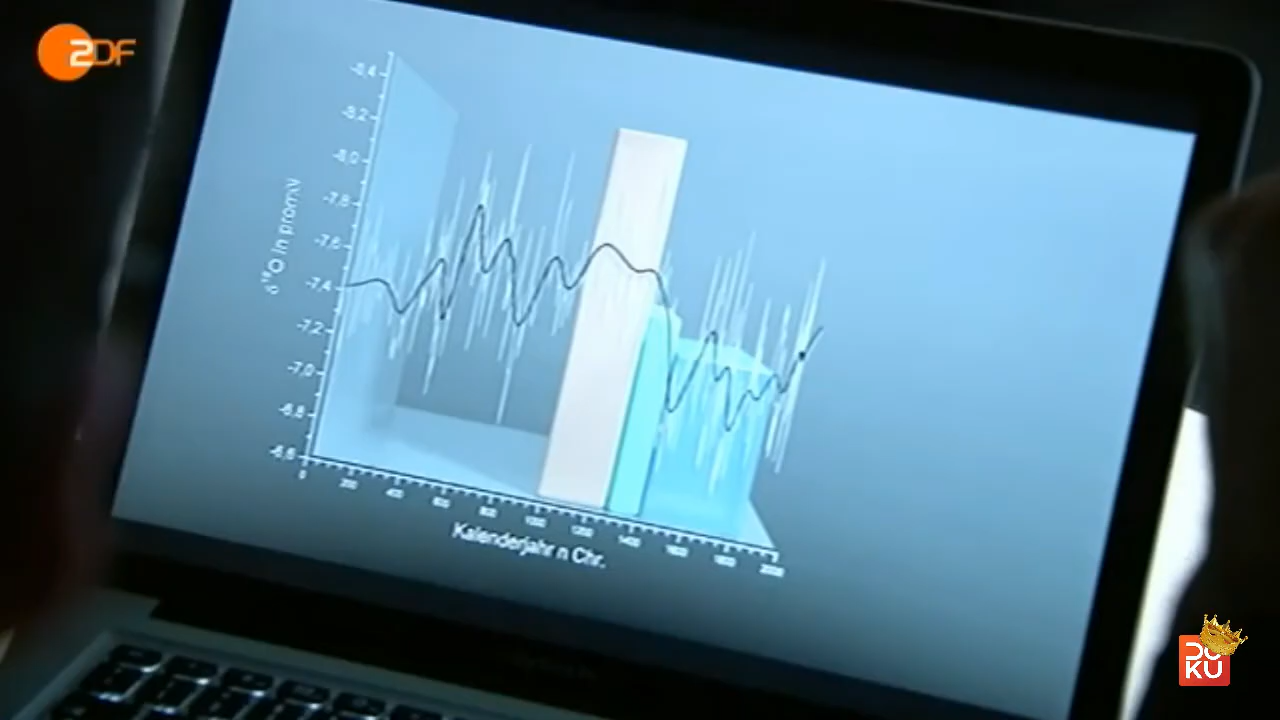 ZDF
-8,4
-8,2
-8,0
-7,8
-7,6
-7,4
-7,2
-7,0
-6,8
-6,6
δ¹⁸O in promV
0 200 400 600 800 1000 1200 1400 1600 1800 2000
Kalenderjahr n Chr.
DOKU